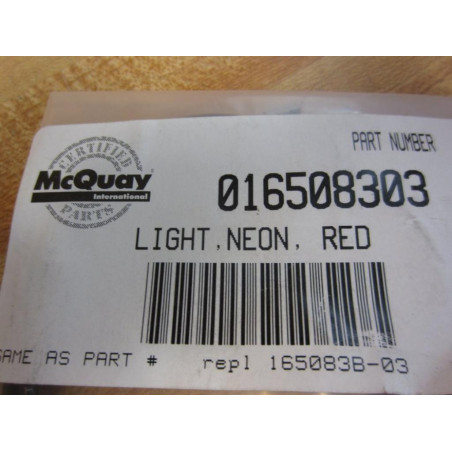 PART NUMBER
CERTIFIED
McQuay
International
PARTS
016508303
LIGHT, NEON, RED
SAME AS PART # repl 165083B-03